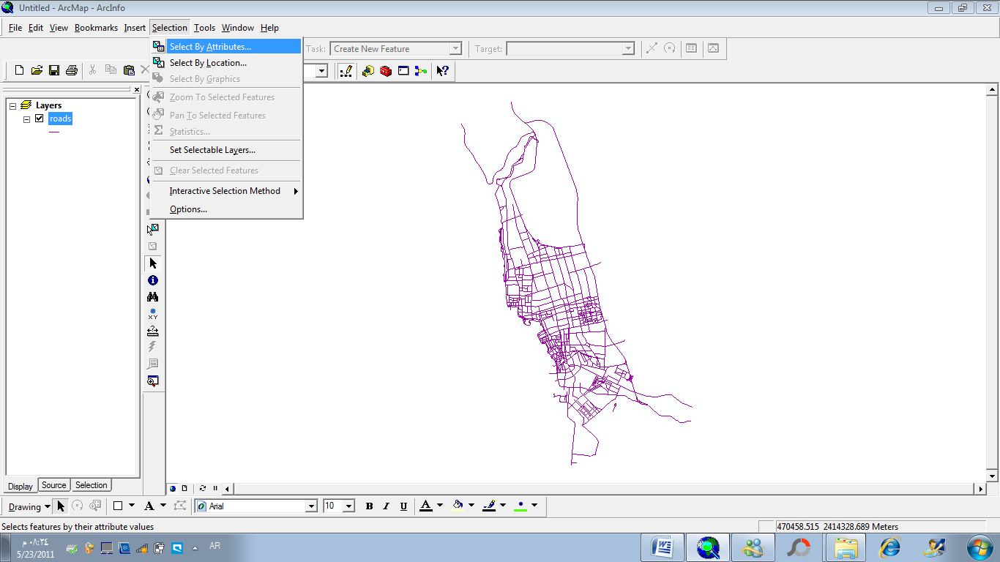 Untitled - ArcMap - ArcInfo
File Edit View Bookmarks Insert Selection Tools Window Help
Task: Create New Feature Target:
Select By Attributes...
Select By Location...
Select By Graphics
Zoom To Selected Features
Pan To Selected Features
Statistics...
Set Selectable Layers...
Clear Selected Features
Interactive Selection Method
Options...
Layers
roads
XY
Display Source Selection
Drawing A Arial 10 B I U A
Selects features by their attribute values
470458.515 2414328.689 Meters
٠٨:٢٤ م
5/23/2011
AR